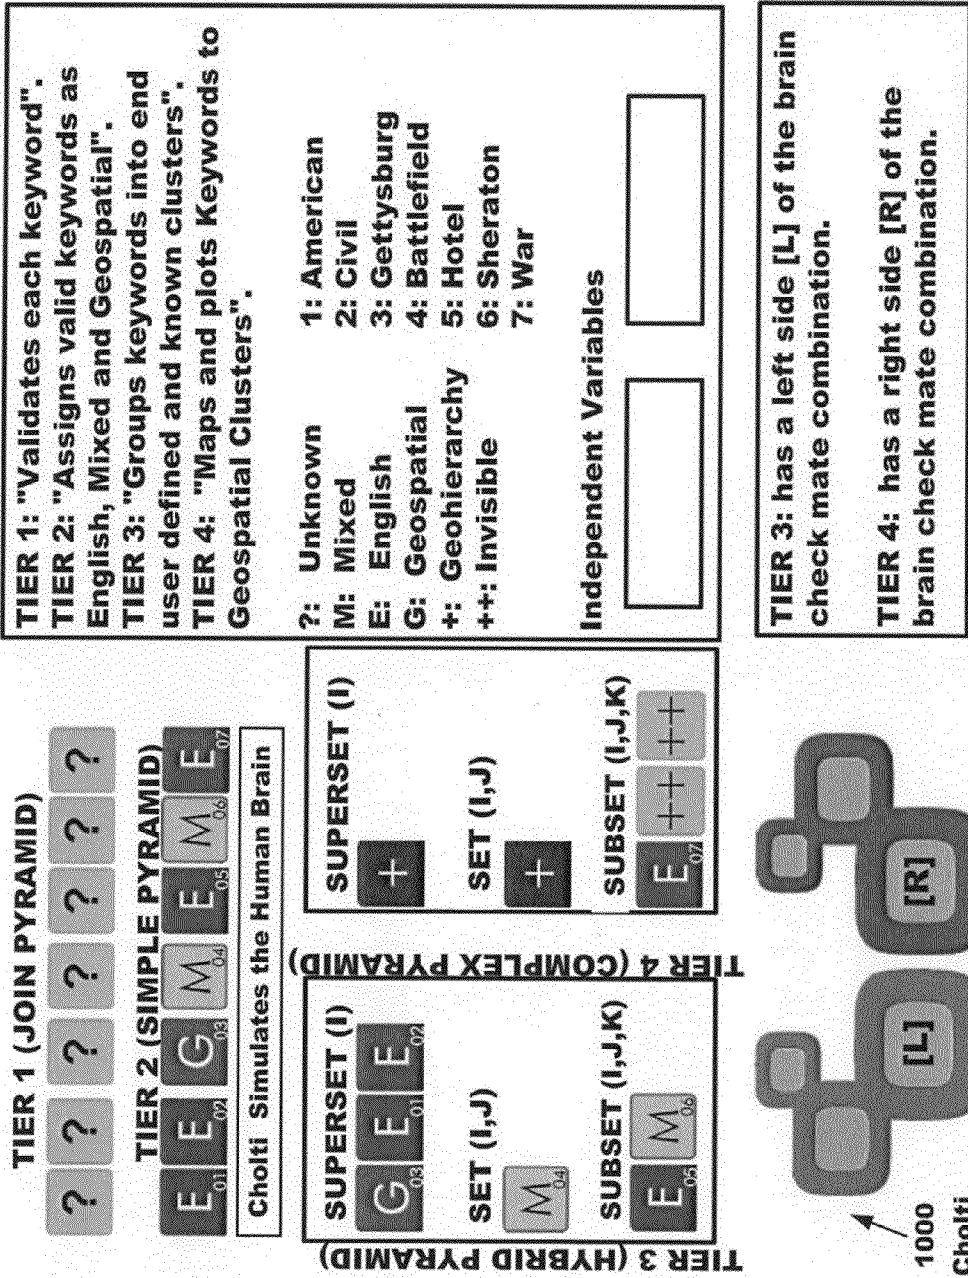 TIER 1 (JOIN PYRAMID)
? ? ? ? ? ? ?
TIER 2 (SIMPLE PYRAMID)
E01 E02 G03 M04 E05 M06 E07
Cholti Simulates the Human Brain
TIER 3 (HYBRID PYRAMID)
SUPERSET (I)
G03 E01 E02
SET (I,J)
M04
SUBSET (I,J,K)
E05 M06
TIER 4 (COMPLEX PYRAMID)
SUPERSET (I)
+
SET (I,J)
+
SUBSET (I,J,K)
E07 ++ ++
TIER 1: "Validates each keyword".
TIER 2: "Assigns valid keywords as
English, Mixed and Geospatial".
TIER 3: "Groups keywords into end
user defined and known clusters".
TIER 4: "Maps and plots Keywords to
Geospatial Clusters".
?: Unknown
M: Mixed
E: English
G: Geospatial
+: Geohierarchy
++: Invisible
1: American
2: Civil
3: Gettysburg
4: Battlefield
5: Hotel
6: Sheraton
7: War
Independent Variables
1000
Cholti
[L]
[R]
TIER 3: has a left side [L] of the brain
check mate combination.
TIER 4: has a right side [R] of the
brain check mate combination.